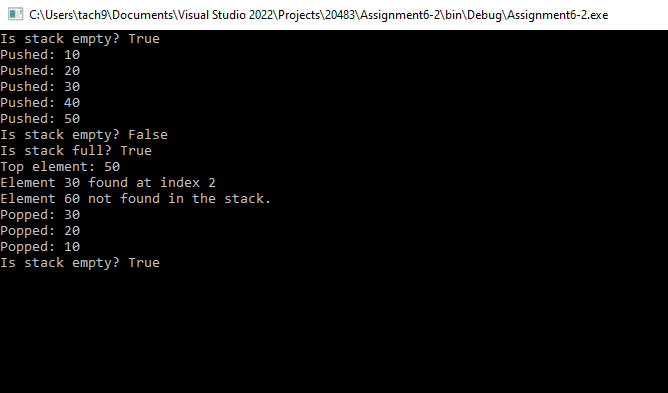 C:\Users\tach9\Documents\Visual Studio 2022\Projects\20483\Assignment6-2\bin\Debug\Assignment6-2.exe
Is stack empty? True
Pushed: 10
Pushed: 20
Pushed: 30
Pushed: 40
Pushed: 50
Is stack empty? False
Is stack full? True
Top element: 50
Element 30 found at index 2
Element 60 not found in the stack.
Popped: 30
Popped: 20
Popped: 10
Is stack empty? True